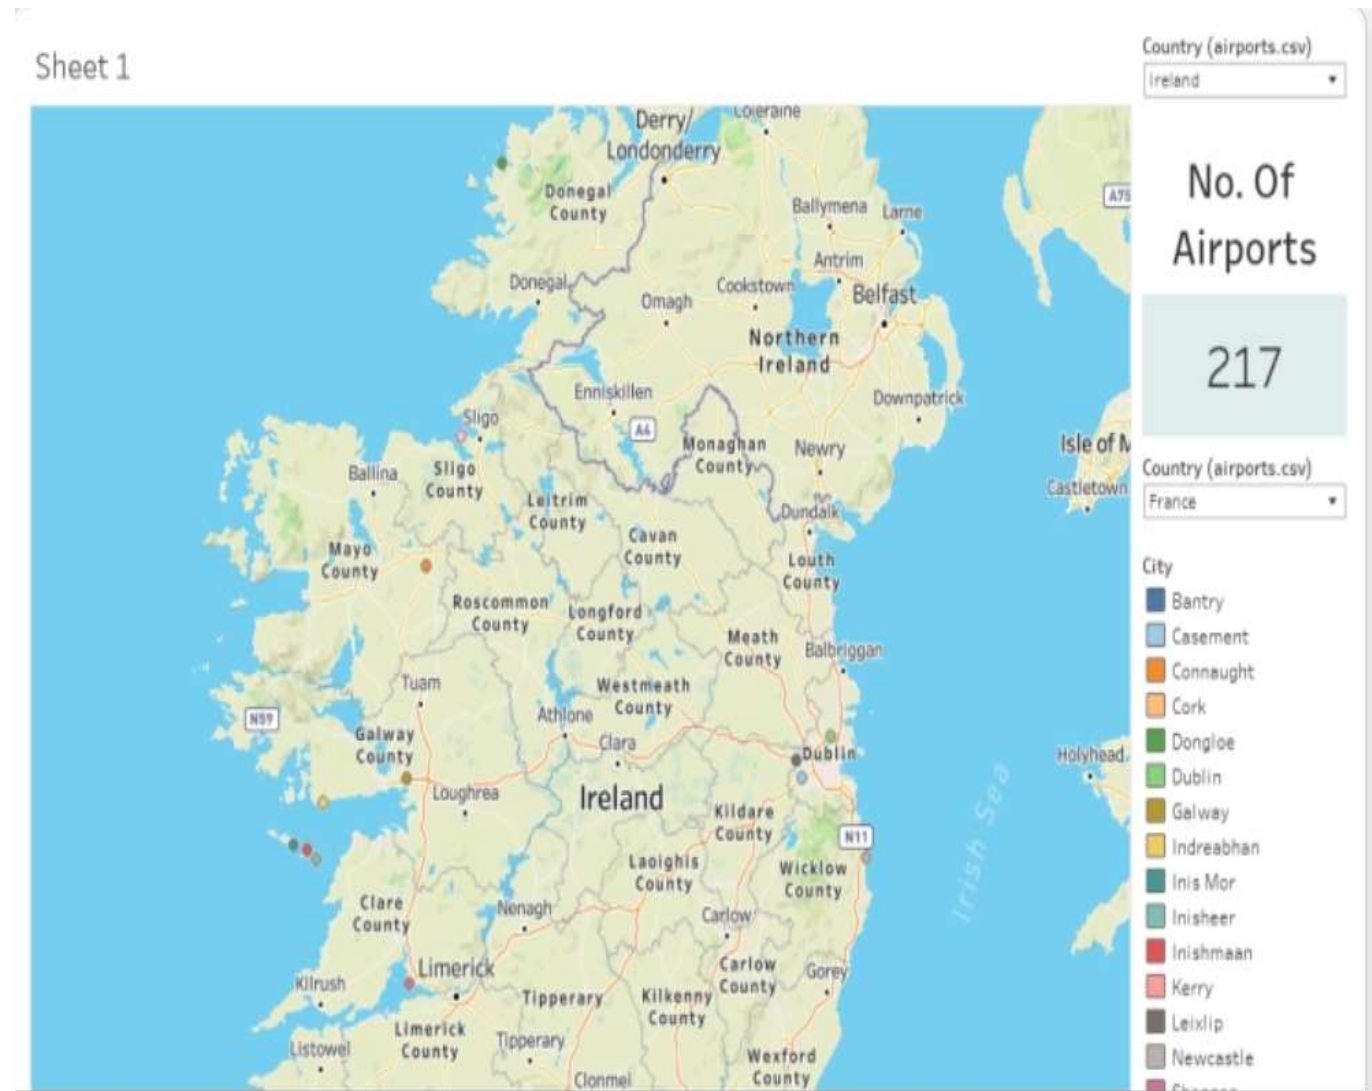 Sheet 1
Country (airports.csv)
Ireland
No. Of
Airports
217
Country (airports.csv)
France
City
Bantry
Casement
Connaught
Cork
Dongloe
Dublin
Galway
Indreabhan
Inis Mor
Inisheer
Inishmaan
Kerry
Leixlip
Newcastle
Derry/
Londonderry
Coleraine
A75
Donegal
County
Ballymena
Larne
Antrim
Donegal
Cookstown
Belfast
Omagh
Northern
Ireland
Enniskillen
Downpatrick
Sligo
A4
Monaghan
County
Newry
Isle of M
Ballina
Sligo
County
Castletown
Leitrim
County
Dundalk
Cavan
County
Mayo
County
Louth
County
Roscommon
County
Longford
County
Meath
County
Balbriggan
Tuam
Westmeath
County
N59
Athlone
Galway
County
Clara
Dublin
Holyhead
Loughrea
Ireland
Kildare
County
N11
Irish Sea
Laoighis
County
Wicklow
County
Clare
County
Nenagh
Carlow
Limerick
Carlow
County
Gorey
Kilrush
Tipperary
Kilkenny
County
Limerick
County
Listowel
Tipperary
Wexford
County
Clonmel